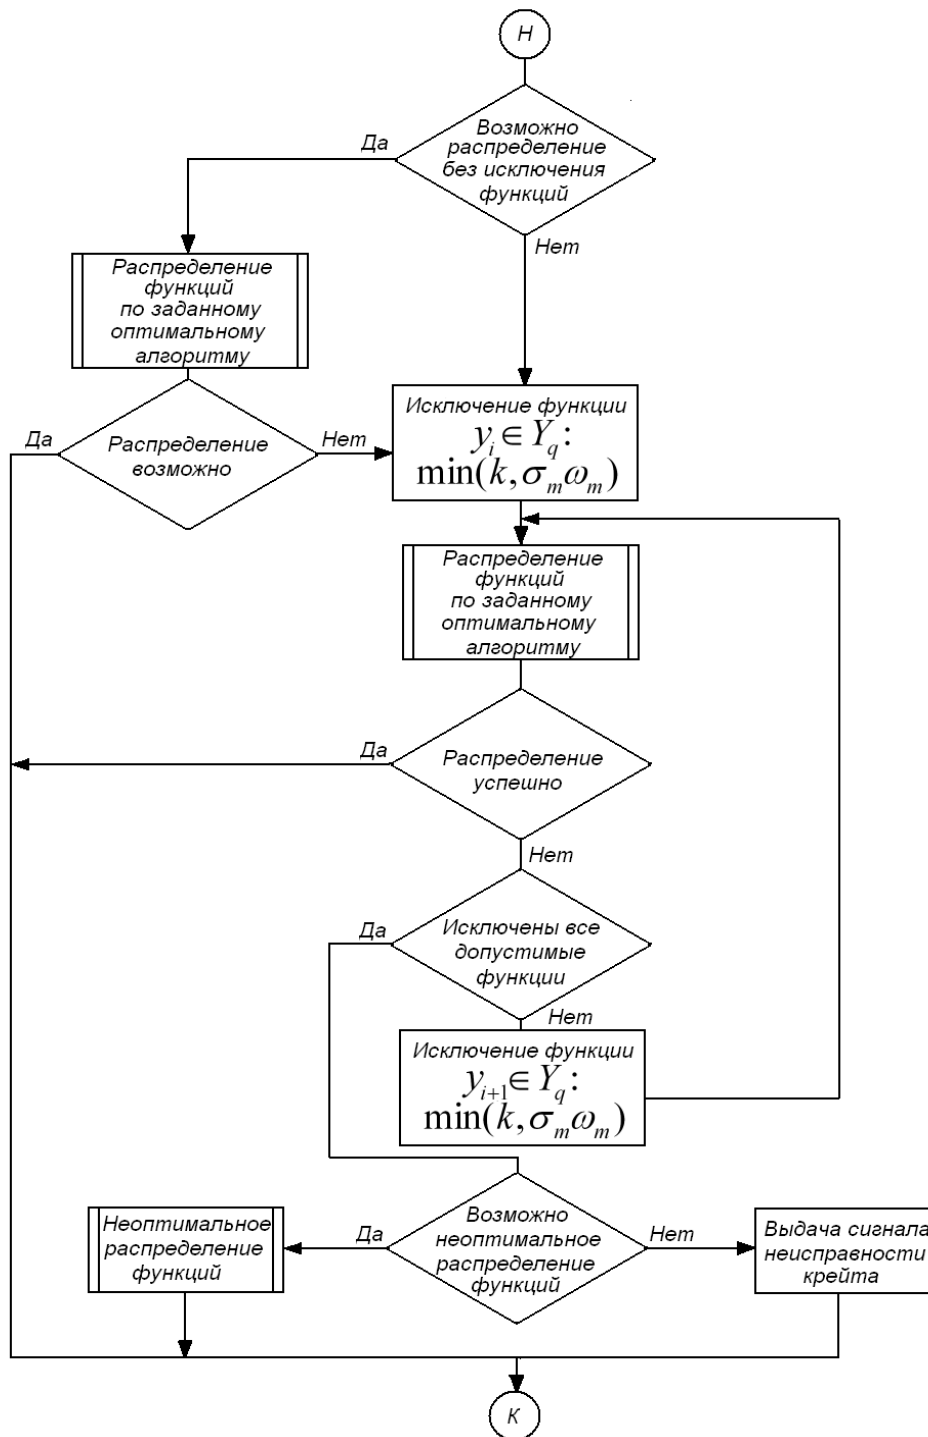 Н
Возможно
распределение
без исключения
функций
Да
Нет
Распределение
функций
по заданному
оптимальному
алгоритму
Распределение
возможно
Да
Нет
Исключение функции
y_i ∈ Y_q :
min(k, σ_m ω_m)
Распределение
функций
по заданному
оптимальному
алгоритму
Распределение
успешно
Да
Нет
Исключены все
допустимые
функции
Да
Нет
Исключение функции
y_{i+1} ∈ Y_q :
min(k, σ_m ω_m)
Возможно
неоптимальное
распределение
функций
Да
Нет
Неоптимальное
распределение
функций
Выдача сигнала
неисправности
крейта
К